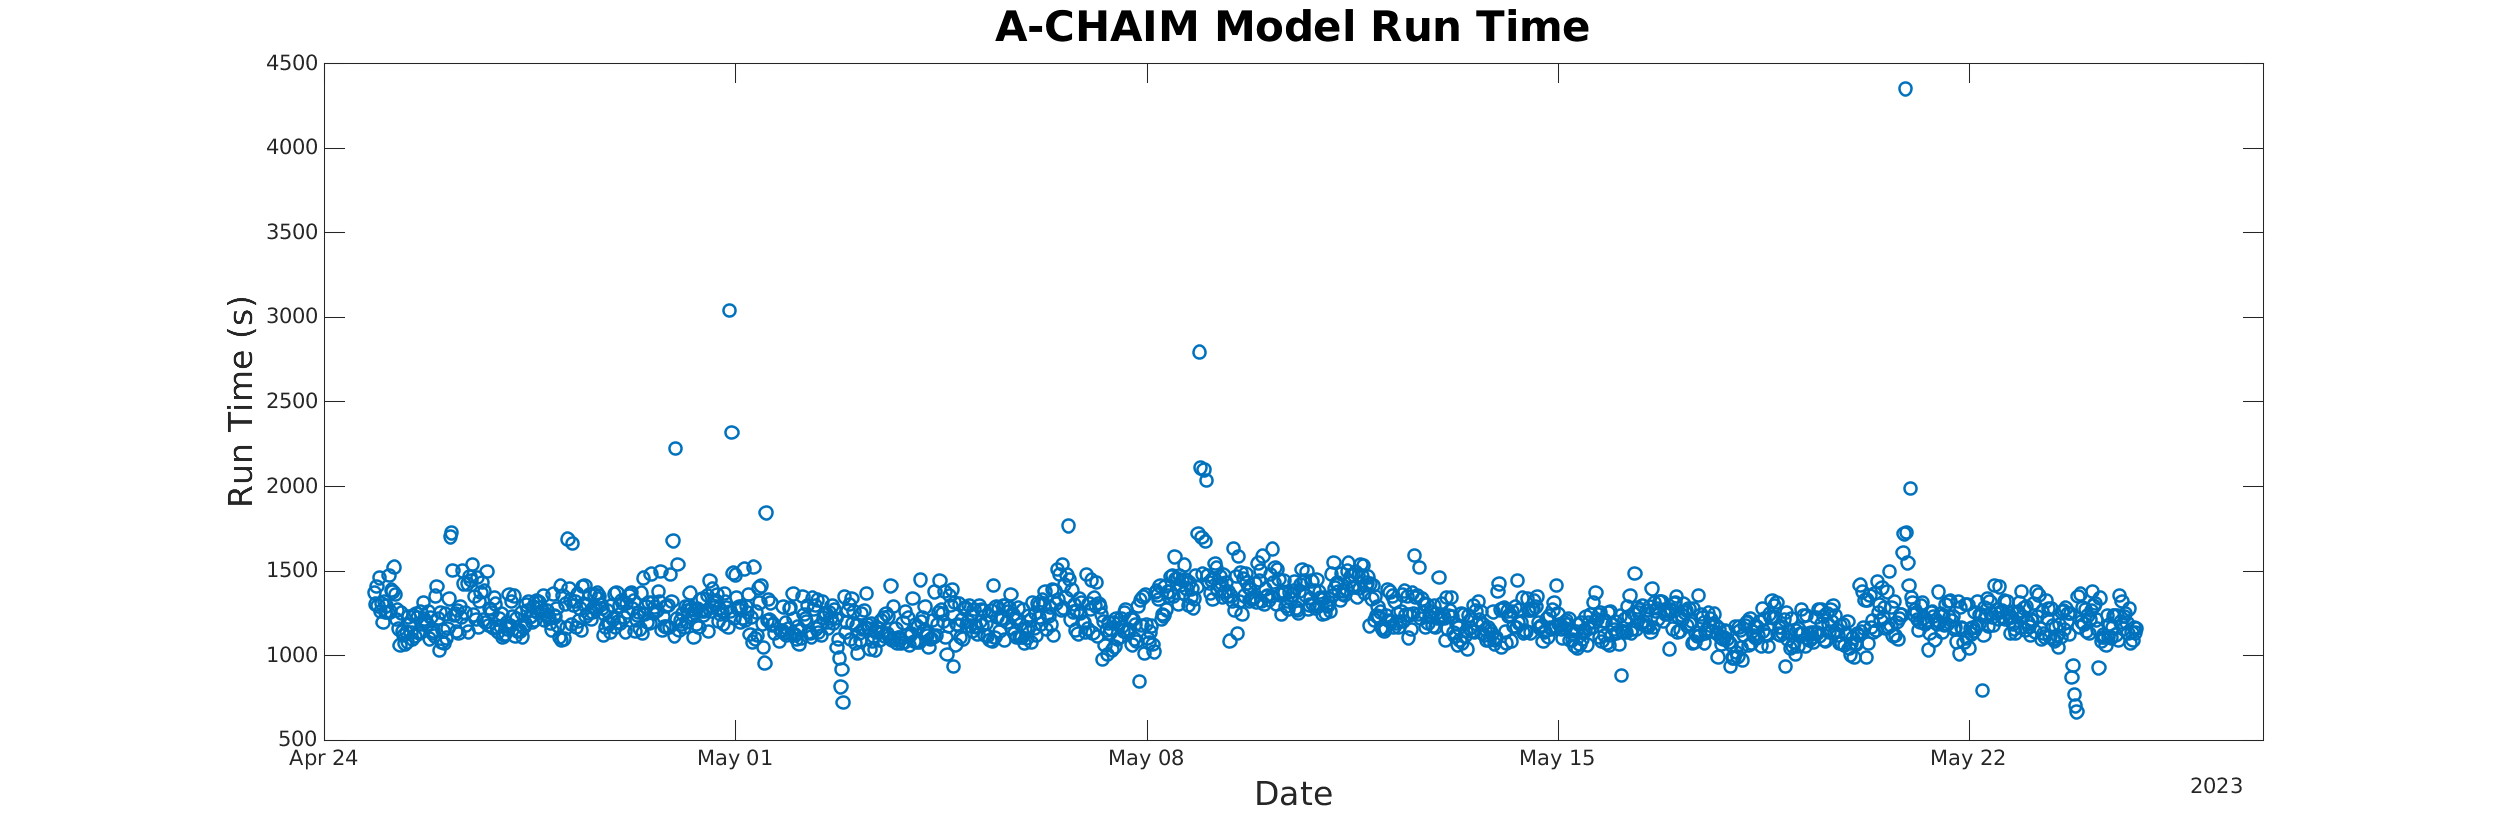 A-CHAIM Model Run Time
4500
4000
3500
3000
2500
2000
1500
1000
500
Run Time (s)
Apr 24 May 01 May 08 May 15 May 22
2023
Date